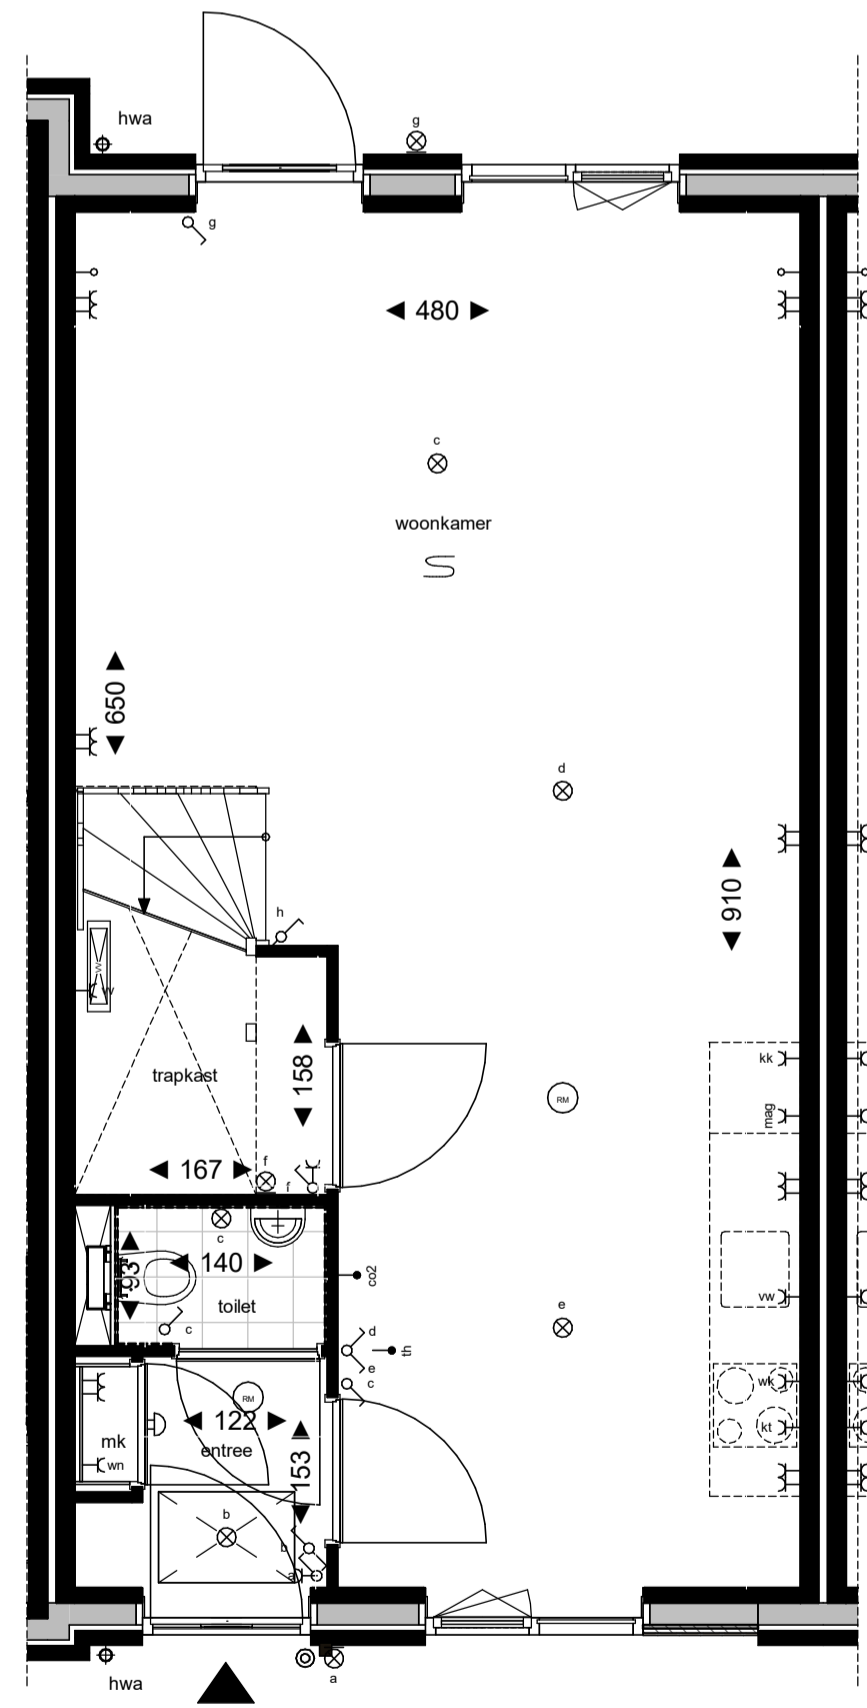 hwa
g
g
◄ 480 ►
c
woonkamer
◄ 650 ►
d
◄ 910 ►
h
W
trapkast
◄ 158 ►
kk
mag
RM
◄ 167 ►
f
f
c
◄ 93 ►
◄ 140 ►
toilet
c
co2
vw
e
d
th
e
c
wk
RM
◄ 122 ►
kt
mk
entree
wn
◄ 153 ►
b
b
a
hwa
a